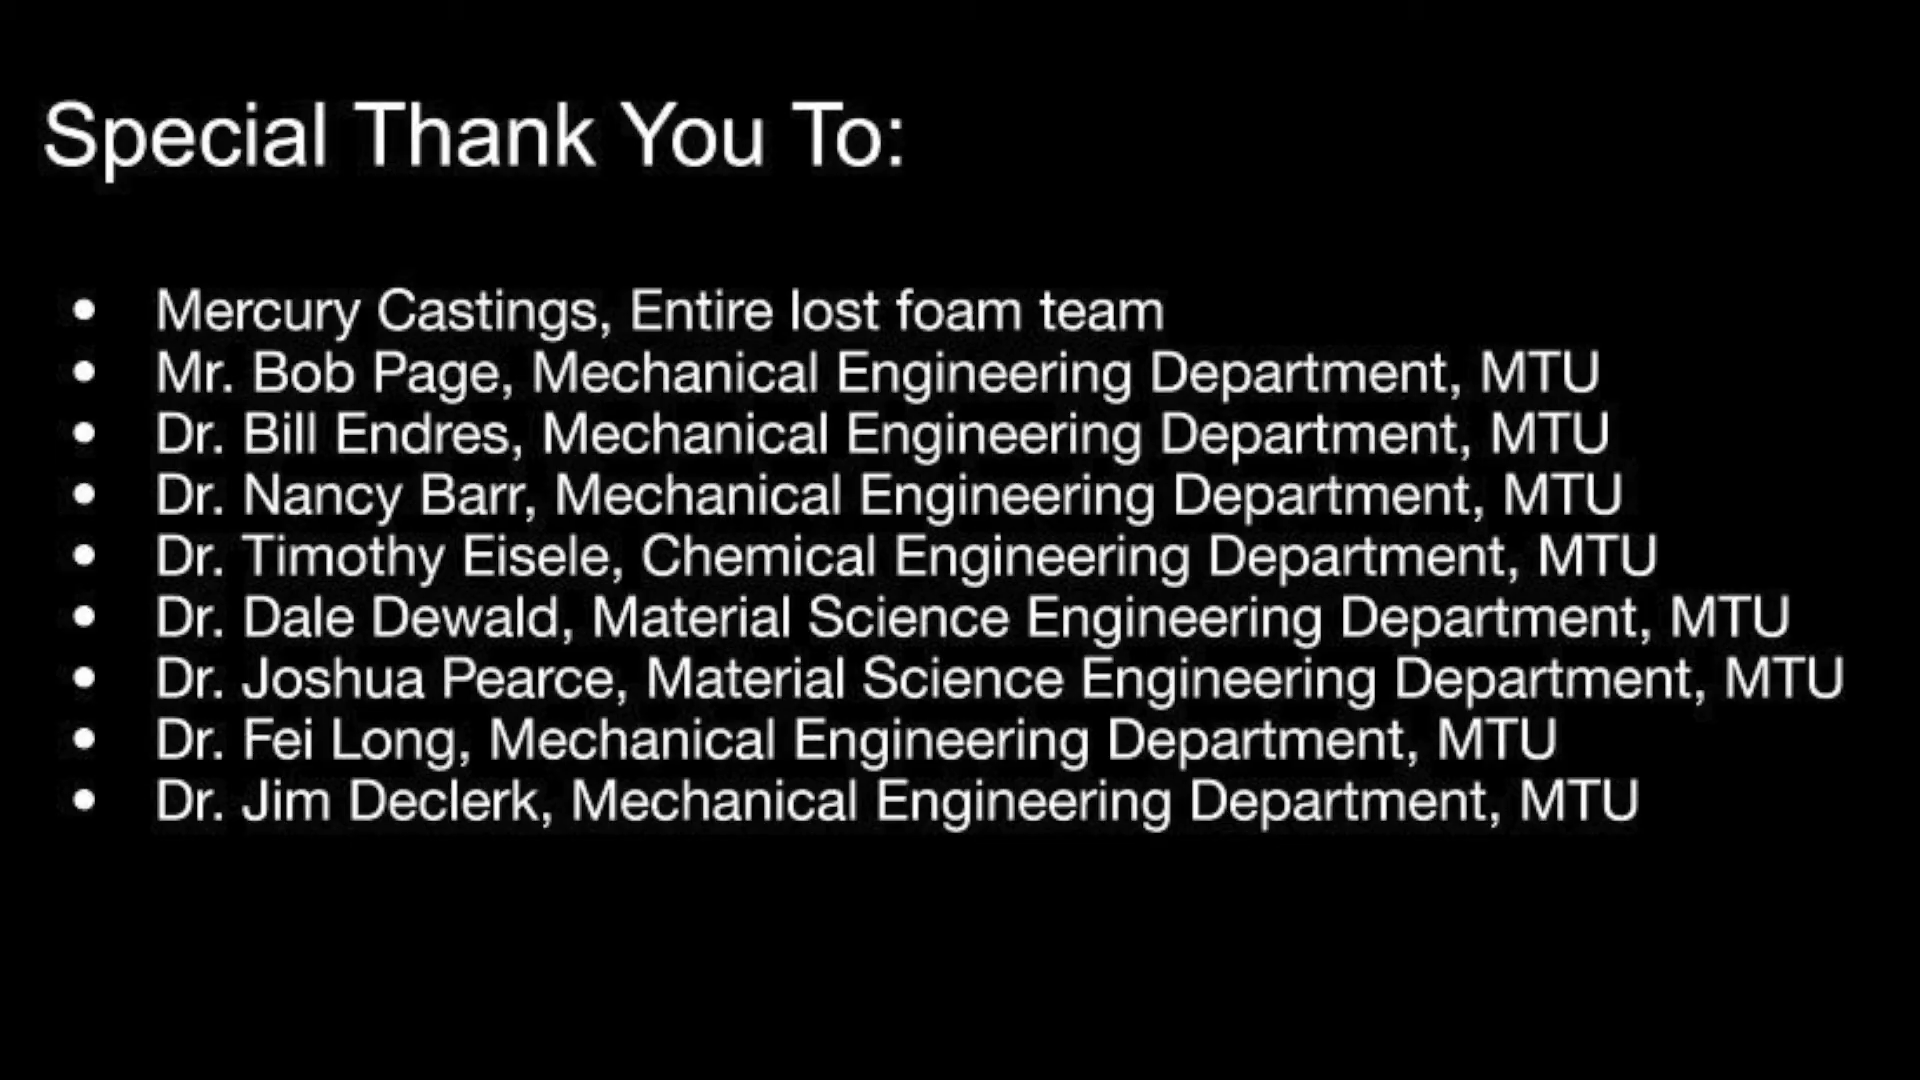 Special Thank You To:
• Mercury Castings, Entire lost foam team
• Mr. Bob Page, Mechanical Engineering Department, MTU
• Dr. Bill Endres, Mechanical Engineering Department, MTU
• Dr. Nancy Barr, Mechanical Engineering Department, MTU
• Dr. Timothy Eisele, Chemical Engineering Department, MTU
• Dr. Dale Dewald, Material Science Engineering Department, MTU
• Dr. Joshua Pearce, Material Science Engineering Department, MTU
• Dr. Fei Long, Mechanical Engineering Department, MTU
• Dr. Jim Declerk, Mechanical Engineering Department, MTU